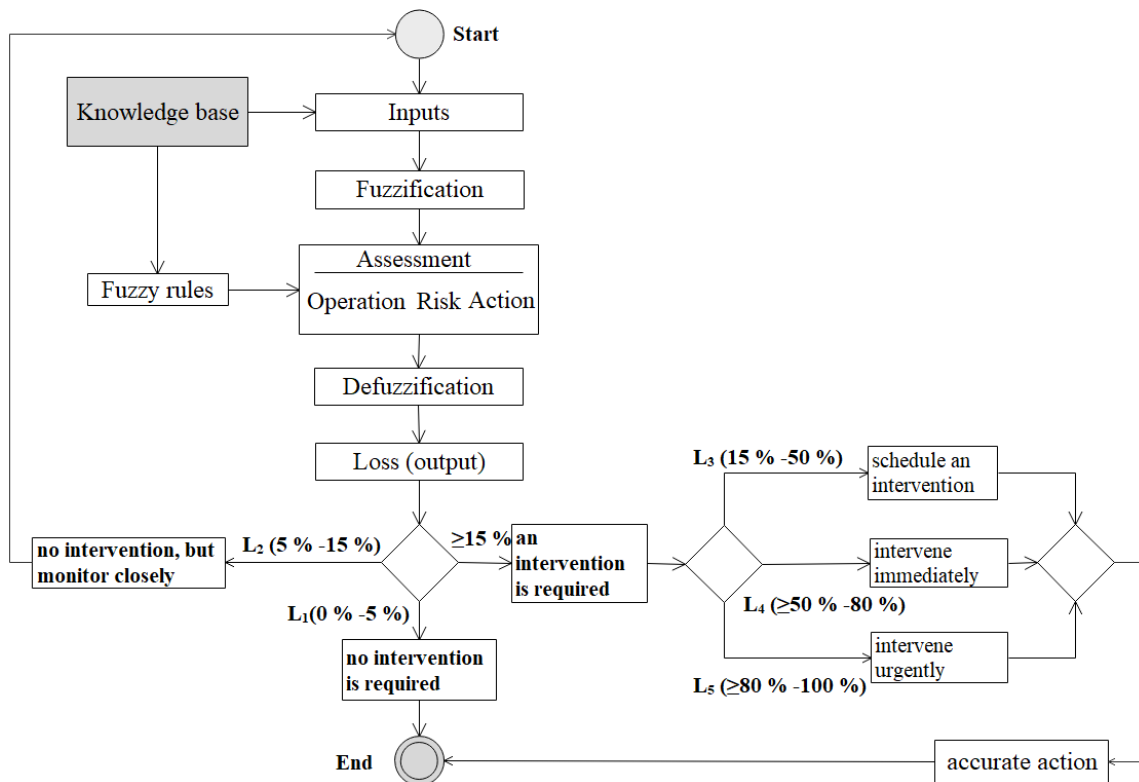 Start
Knowledge base
Inputs
Fuzzification
Assessment
Fuzzy rules
Operation Risk Action
Defuzzification
Loss (output)
L₃ (15 % -50 %)
schedule an
intervention
L₂ (5 % -15 %)
≥15 %
no intervention, but
monitor closely
an
intervention
is required
intervene
immediately
L₄ (≥50 % -80 %)
L₁(0 % -5 %)
no intervention
is required
intervene
urgently
L₅ (≥80 % -100 %)
End
accurate action